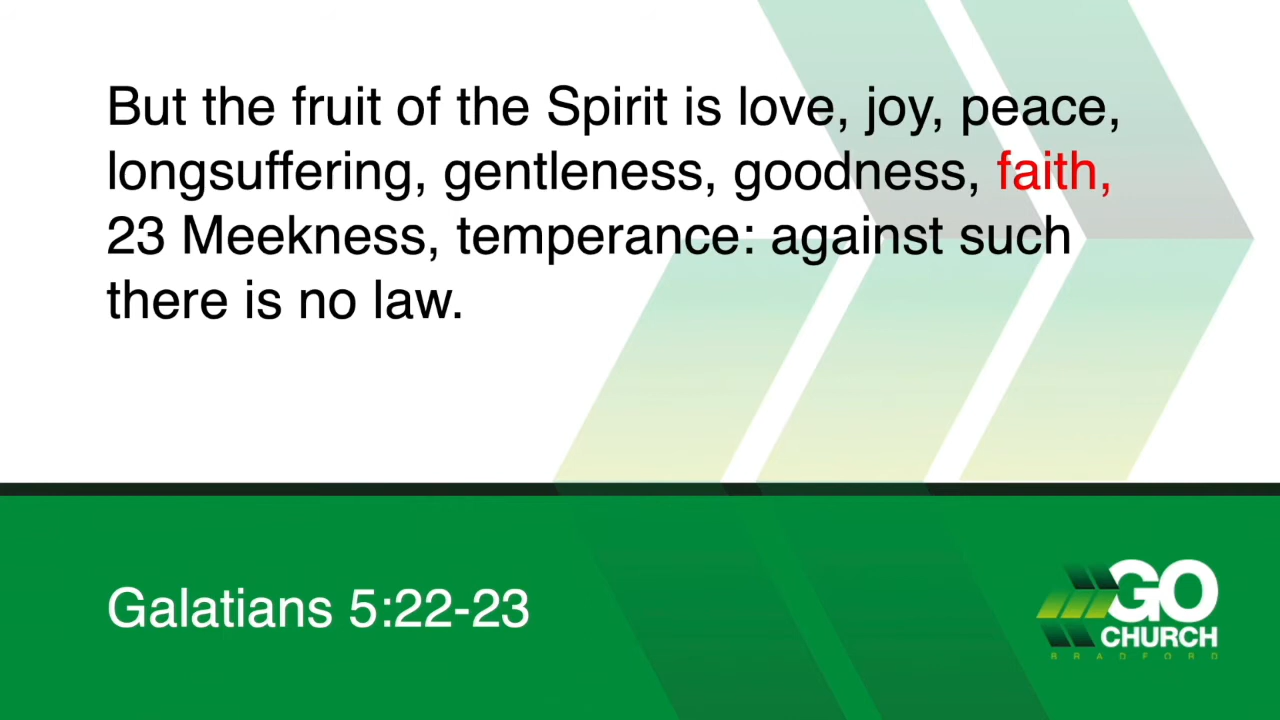 But the fruit of the Spirit is love, joy, peace,
longsuffering, gentleness, goodness, faith,
23 Meekness, temperance: against such
there is no law.
Galatians 5:22-23
GO
CHURCH
BRADFORD